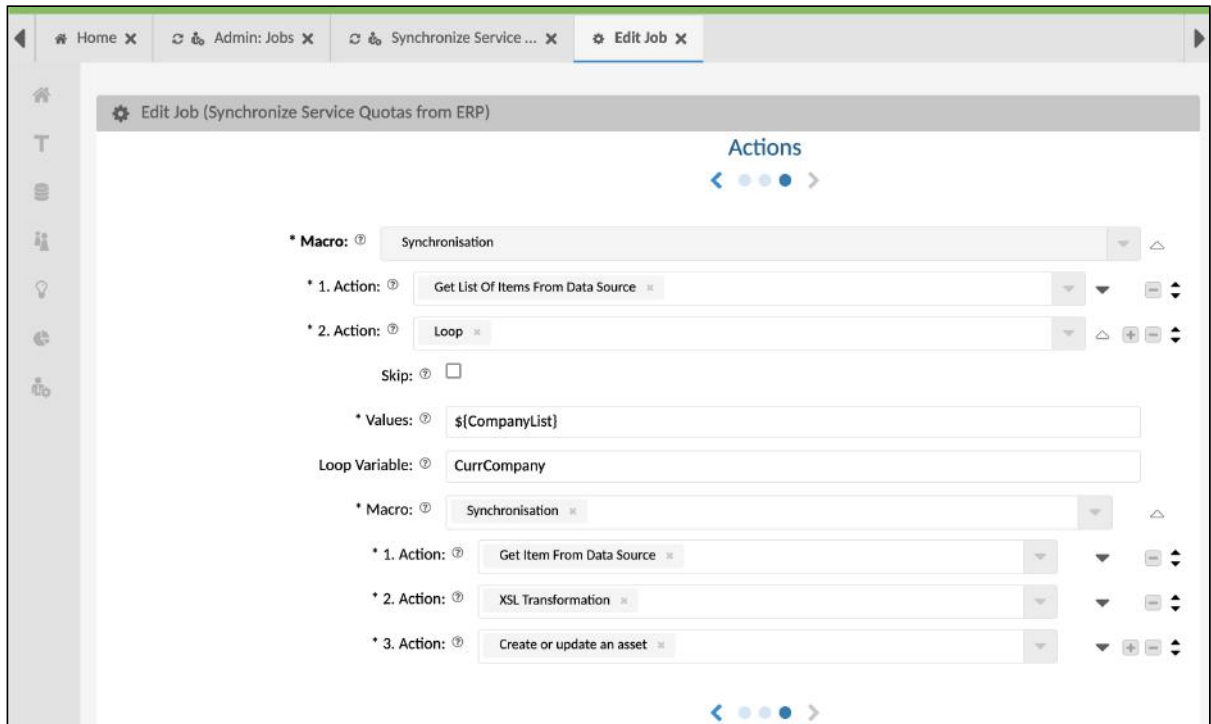 Home
Admin: Jobs
Synchronize Service ...
Edit Job
Edit Job (Synchronize Service Quotas from ERP)
Actions
* Macro: Synchronisation
* 1. Action: Get List Of Items From Data Source
* 2. Action: Loop
Skip:
* Values: ${CompanyList}
Loop Variable: CurrCompany
* Macro: Synchronisation
* 1. Action: Get Item From Data Source
* 2. Action: XSL Transformation
* 3. Action: Create or update an asset